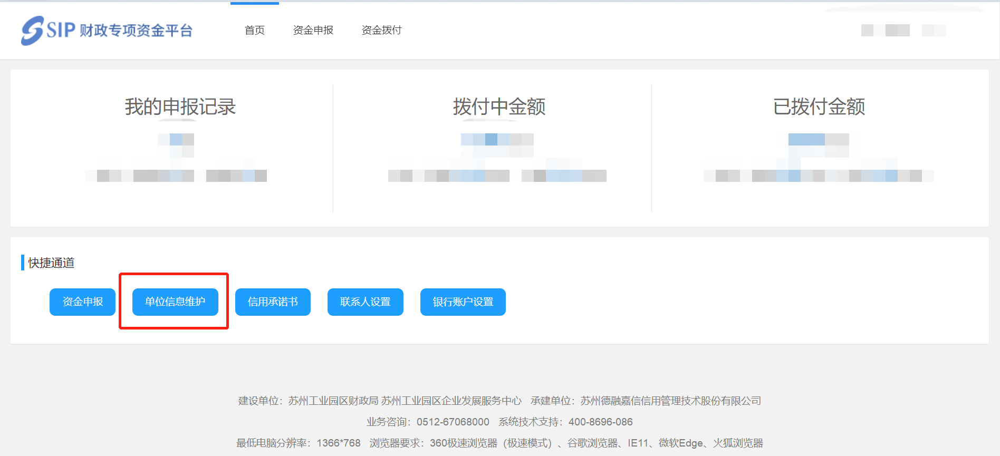 SIP 财政专项资金平台
首页 资金申报 资金拨付
我的申报记录 拨付中金额 已拨付金额
快捷通道
资金申报 单位信息维护 信用承诺书 联系人设置 银行账户设置
建设单位：苏州工业园区财政局 苏州工业园区企业发展服务中心 承建单位：苏州德融嘉信信用管理技术股份有限公司
业务咨询：0512-67068000 系统技术支持：400-8696-086
最低电脑分辨率：1366*768 浏览器要求：360极速浏览器（极速模式）、谷歌浏览器、IE11、微软Edge、火狐浏览器